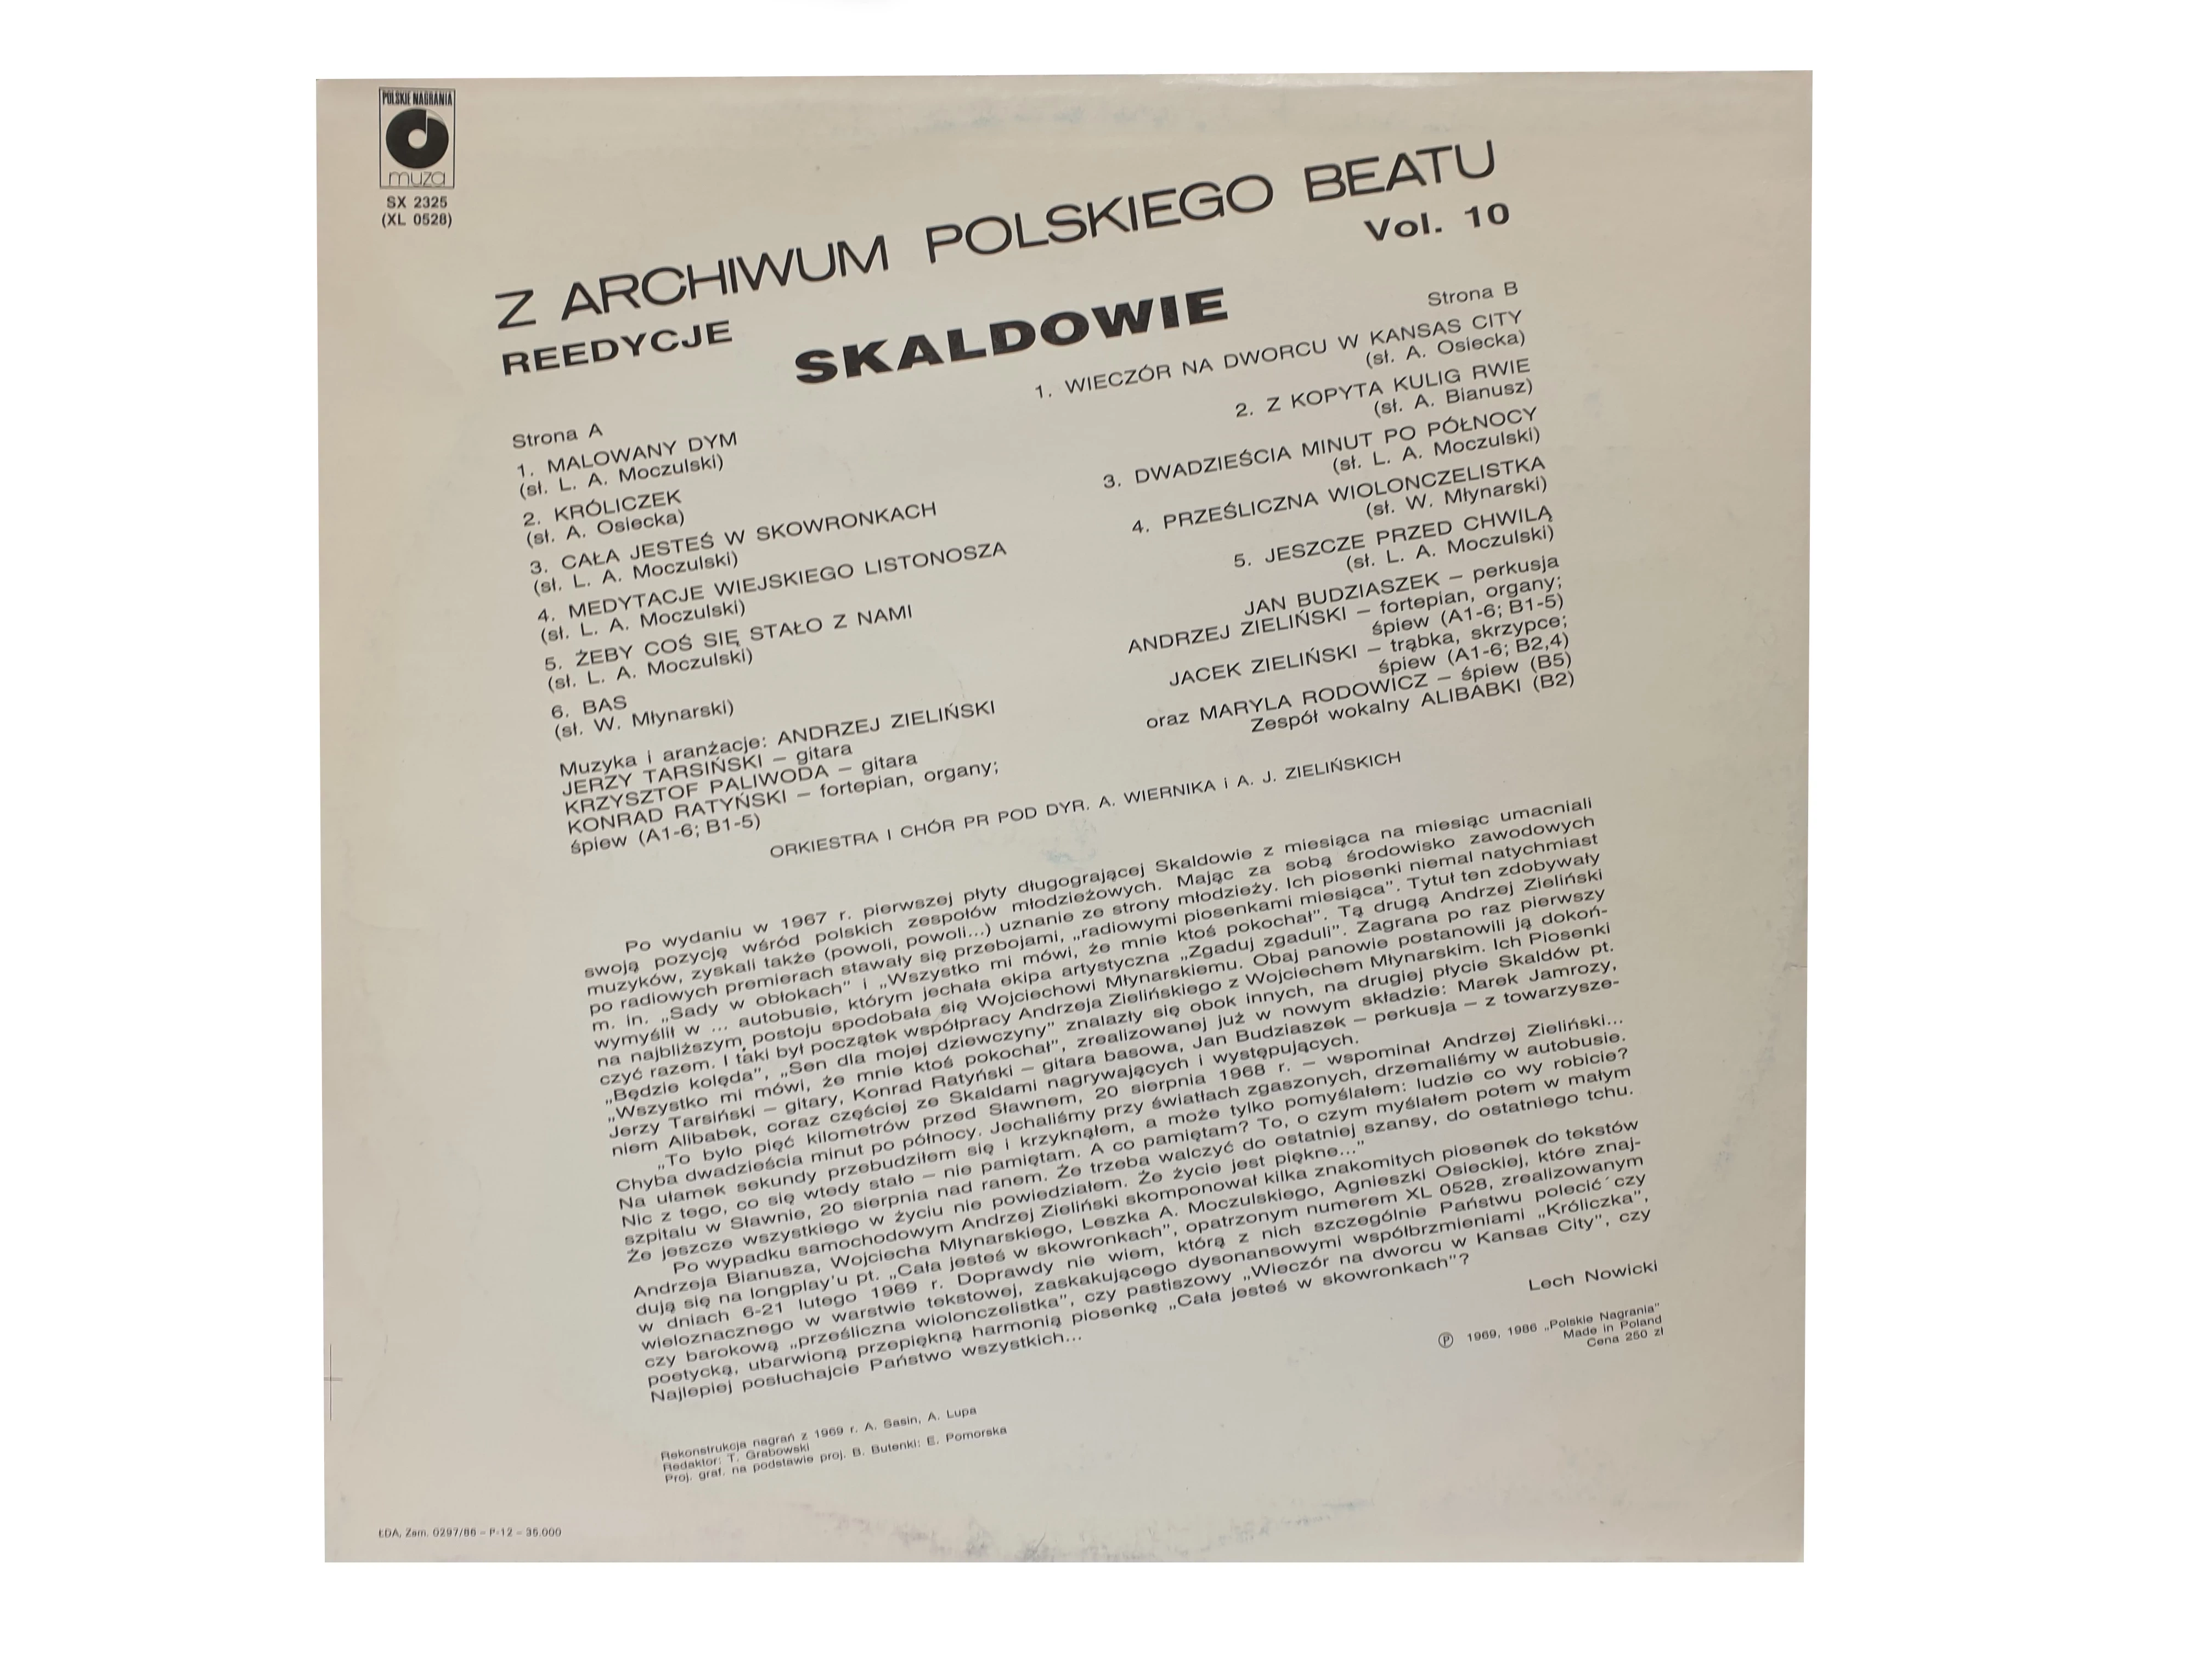 POLSKIE NAGRANIA
muza
SX 2325
(XL 0528)
Z ARCHIWUM POLSKIEGO BEATU
Vol. 10
REEDYCJE
SKALDOWIE
Strona A
1. MALOWANY DYM
(sł. L. A. Moczulski)
2. KRÓLICZEK
(sł. A. Osiecka)
3. CAŁA JESTEŚ W SKOWRONKACH
(sł. L. A. Moczulski)
4. MEDYTACJE WIEJSKIEGO LISTONOSZA
(sł. L. A. Moczulski)
5. ŻEBY COŚ SIĘ STAŁO Z NAMI
(sł. L. A. Moczulski)
6. BAS
(sł. W. Młynarski)
Muzyka i aranżacje: ANDRZEJ ZIELIŃSKI
JERZY TARSIŃSKI – gitara
KRZYSZTOF PALIWODA – gitara
KONRAD RATYŃSKI – fortepian, organy;
śpiew (A1-6; B1-5)
Strona B
1. WIECZÓR NA DWORCU W KANSAS CITY
(sł. A. Osiecka)
2. Z KOPYTA KULIG RWIE
(sł. A. Bianusz)
3. DWADZIEŚCIA MINUT PO PÓŁNOCY
(sł. L. A. Moczulski)
4. PRZEŚLICZNA WIOLONCZELISTKA
(sł. W. Młynarski)
5. JESZCZE PRZED CHWILĄ
(sł. L. A. Moczulski)
JAN BUDZIASZEK – perkusja
ANDRZEJ ZIELIŃSKI – fortepian, organy;
śpiew (A1-6; B1-5)
JACEK ZIELIŃSKI – trąbka, skrzypce;
śpiew (A1-6; B2,4)
oraz MARYLA RODOWICZ – śpiew (B5)
Zespół wokalny ALIBABKI (B2)
ORKIESTRA I CHÓR PR POD DYR. A. WIERNIKA i A. J. ZIELIŃSKICH
Po wydaniu w 1967 r. pierwszej płyty długograjacej Skaldowie z miesiąca na miesiąc umacniali
swoją pozycję wśród polskich zespołów młodzieżowych. Mając za sobą środowisko zawodowych
muzyków, zyskali także (powoli, powoli...) uznanie ze strony młodzieży. Ich piosenki niemal natychmiast
po radiowych premierach stawały się przebojami, „radiowymi piosenkami miesiąca". Tytuł ten zdobywały
m. in. „Sady w obłokach" i „Wszystko mi mówi, że mnie ktoś pokochał". Tą drugą Andrzej Zieliński
wymyślił w ... autobusie, którym jechała ekipa artystyczna „Zgaduj zgaduli". Zagrana po raz pierwszy
na najbliższym postoju spodobała się Wojciechowi Młynarskiemu. Obaj panowie postanowili ją dokoń-
czyć razem. I taki był początek współpracy Andrzeja Zielińskiego z Wojciechem Młynarskim. Ich Piosenki
„Będzie kolęda", „Sen dla mojej dziewczyny" znalazły się obok innych, na drugiej płycie Skaldów pt.
„Wszystko mi mówi, że mnie ktoś pokochał", zrealizowanej już w nowym składzie: Marek Jamrozy,
Jerzy Tarsiński – gitary, Konrad Ratyński – gitara basowa, Jan Budziaszek – perkusja – z towarzysze-
niem Alibabek, coraz częściej ze Skaldami nagrywających i występujących.
„To było pięć kilometrów przed Sławnem, 20 sierpnia 1968 r. – wspominał Andrzej Zieliński...
Chyba dwadzieścia minut po północy. Jechaliśmy przy światłach zgaszonych, drzemaliśmy w autobusie.
Na ułamek sekundy przebudziłem się i krzyknąłem, a może tylko pomyślałem: ludzie co wy robicie?
Nic z tego, co się wtedy stało – nie pamiętam. A co pamiętam? To, o czym myślałem potem w małym
szpitalu w Sławnie, 20 sierpnia nad ranem. Że trzeba walczyć do ostatniej szansy, do ostatniego tchu.
Że jeszcze wszystkiego w życiu nie powiedziałem. Że życie jest piękne..."
Po wypadku samochodowym Andrzej Zieliński skomponował kilka znakomitych piosenek do tekstów
Andrzeja Bianusza, Wojciecha Młynarskiego, Leszka A. Moczulskiego, Agnieszki Osieckiej, które znaj-
dują się na longplay'u pt. „Cała jesteś w skowronkach", opatrzonym numerem XL 0528, zrealizowanym
w dniach 6-21 lutego 1969 r. Doprawdy nie wiem, którą z nich szczególnie Państwu polecić czy
wieloznacznego w warstwie tekstowej, zaskakującego dysonansowymi współbrzmieniami „Króliczka",
czy barokową „prześliczna wiolonczelistka", czy pastiszowy „Wieczór na dworcu w Kansas City", czy
poetycką, ubarwioną przepiękną harmonią piosenkę „Cała jesteś w skowronkach"?
Najlepiej posłuchajcie Państwo wszystkich...
Lech Nowicki
Ⓟ 1969, 1986 „Polskie Nagrania"
Made in Poland
Cena 250 zł
Rekonstrukcja nagrań z 1969 r. A. Sasin, A. Lupa
Redaktor: T. Grabowski
Proj. graf. na podstawie proj. B. Butenki: E. Pomorska
ŁDA, Zam. 0297/86 – P-12 – 35.000